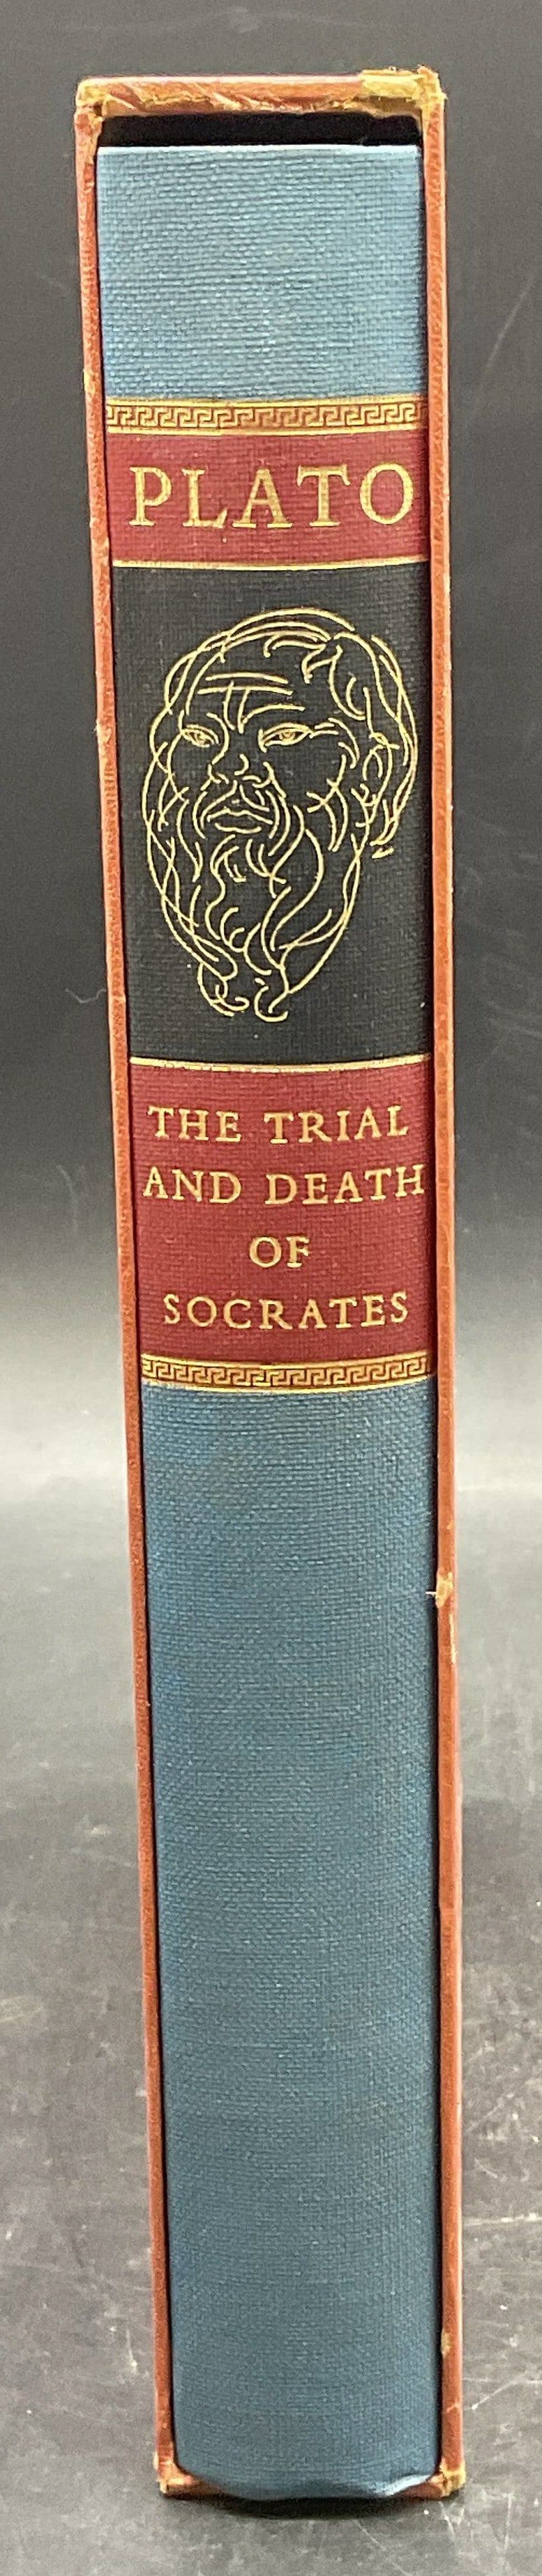 PLATO
THE TRIAL
AND DEATH
OF
SOCRATES